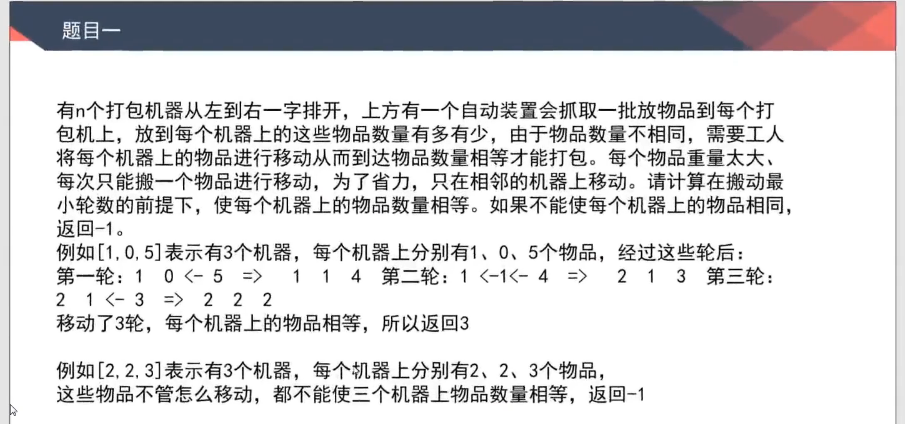 题目一
有n个打包机器从左到右一字排开，上方有一个自动装置会抓取一批放物品到每个打
包机上，放到每个机器上的这些物品数量有多有少，由于物品数量不相同，需要工人
将每个机器上的物品进行移动从而到达物品数量相等才能打包。每个物品重量太大、
每次只能搬一个物品进行移动，为了省力，只在相邻的机器上移动。请计算在搬动最
小轮数的前提下，使每个机器上的物品数量相等。如果不能使每个机器上的物品相同，
返回-1。
例如[1,0,5]表示有3个机器，每个机器上分别有1、0、5个物品，经过这些轮后：
第一轮：1 0 <- 5 => 1 1 4 第二轮：1 <-1<- 4 => 2 1 3 第三轮：
2 1 <- 3 => 2 2 2
移动了3轮，每个机器上的物品相等，所以返回3
例如[2,2,3]表示有3个机器，每个机器上分别有2、2、3个物品，
这些物品不管怎么移动，都不能使三个机器上物品数量相等，返回-1